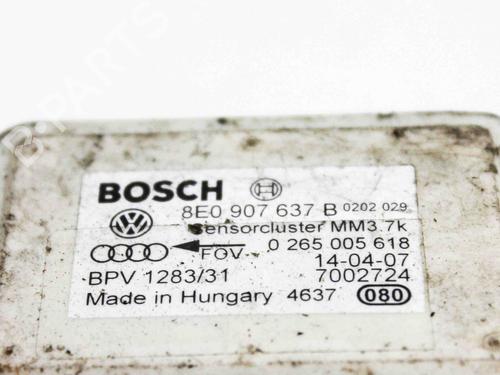 BOSCH
8E0 907 637 B 0202 029
Sensorcluster MM3.7k
FOV 0 265 005 618
14-04-07
BPV 1283/31 7002724
Made in Hungary 4637 080